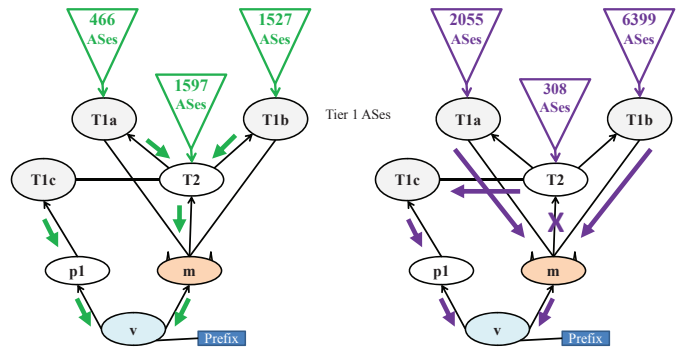 466
ASes
1527
ASes
1597
ASes
T1a
T1b
T1c
T2
p1
m
v
Prefix
Tier 1 ASes
2055
ASes
6399
ASes
308
ASes
T1a
T1b
T1c
T2
X
p1
m
v
Prefix